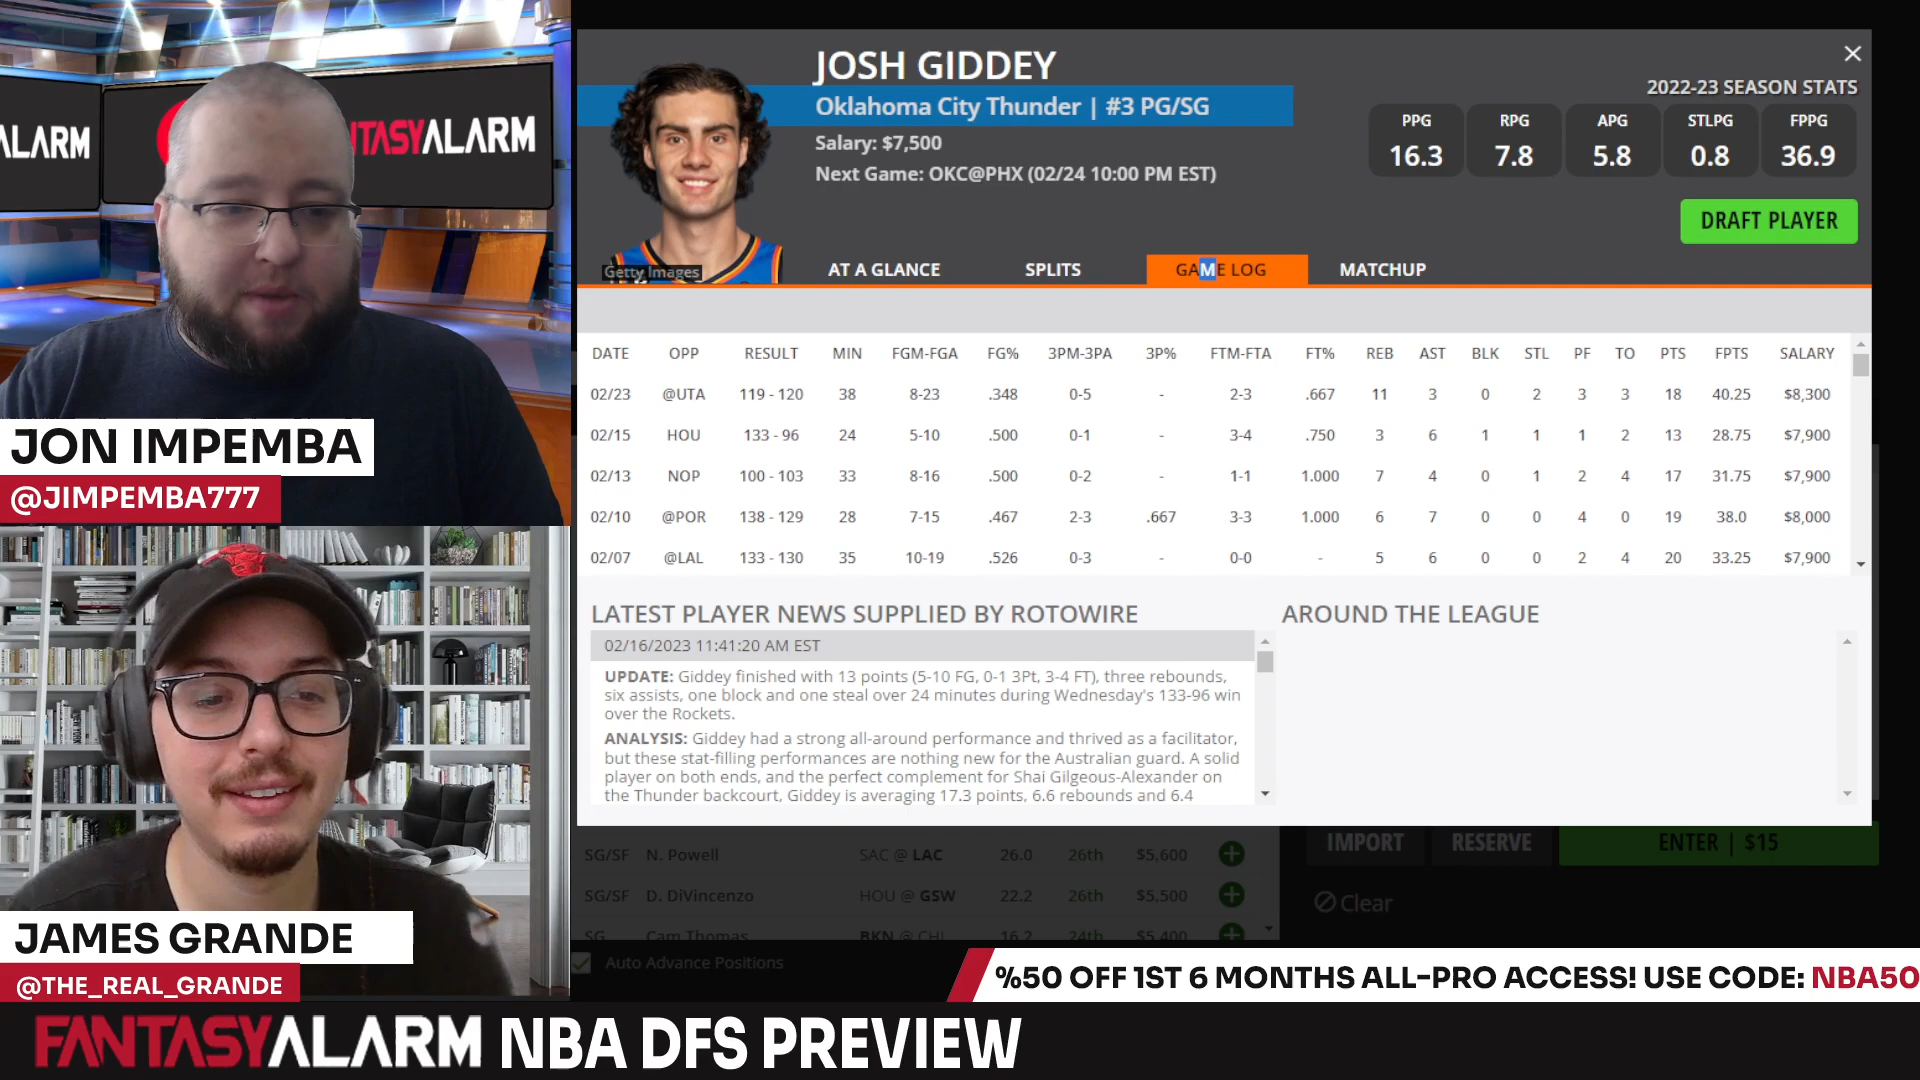 ALARM
FANTASYALARM
JON IMPEMBA
@JIMPEMBA777
JAMES GRANDE
@THE_REAL_GRANDE
JOSH GIDDEY
Oklahoma City Thunder | #3 PG/SG
Salary: $7,500
Next Game: OKC@PHX (02/24 10:00 PM EST)
Getty Images
2022-23 SEASON STATS
PPG RPG APG STLPG FPPG
16.3 7.8 5.8 0.8 36.9
DRAFT PLAYER
AT A GLANCE SPLITS GAME LOG MATCHUP
DATE OPP RESULT MIN FGM-FGA FG% 3PM-3PA 3P% FTM-FTA FT% REB AST BLK STL PF TO PTS FPTS SALARY
02/23 @UTA 119 - 120 38 8-23 .348 0-5 - 2-3 .667 11 3 0 2 3 3 18 40.25 $8,300
02/15 HOU 133 - 96 24 5-10 .500 0-1 - 3-4 .750 3 6 1 1 1 2 13 28.75 $7,900
02/13 NOP 100 - 103 33 8-16 .500 0-2 - 1-1 1.000 7 4 0 1 2 4 17 31.75 $7,900
02/10 @POR 138 - 129 28 7-15 .467 2-3 .667 3-3 1.000 6 7 0 0 4 0 19 38.0 $8,000
02/07 @LAL 133 - 130 35 10-19 .526 0-3 - 0-0 - 5 6 0 0 2 4 20 33.25 $7,900
LATEST PLAYER NEWS SUPPLIED BY ROTOWIRE
02/16/2023 11:41:20 AM EST
UPDATE: Giddey finished with 13 points (5-10 FG, 0-1 3Pt, 3-4 FT), three rebounds,
six assists, one block and one steal over 24 minutes during Wednesday's 133-96 win
over the Rockets.
ANALYSIS: Giddey had a strong all-around performance and thrived as a facilitator,
but these stat-filling performances are nothing new for the Australian guard. A solid
player on both ends, and the perfect complement for Shai Gilgeous-Alexander on
the Thunder backcourt, Giddey is averaging 17.3 points, 6.6 rebounds and 6.4
AROUND THE LEAGUE
SG/SF N. Powell SAC @ LAC 26.0 26th $5,600
SG/SF D. DiVincenzo HOU @ GSW 22.2 26th $5,500
SG Cam Thomas BKN @ CHI 16.2 24th $5,400
Auto Advance Positions
IMPORT RESERVE ENTER | $15
Clear
%50 OFF 1ST 6 MONTHS ALL-PRO ACCESS! USE CODE: NBA50
FANTASYALARM NBA DFS PREVIEW